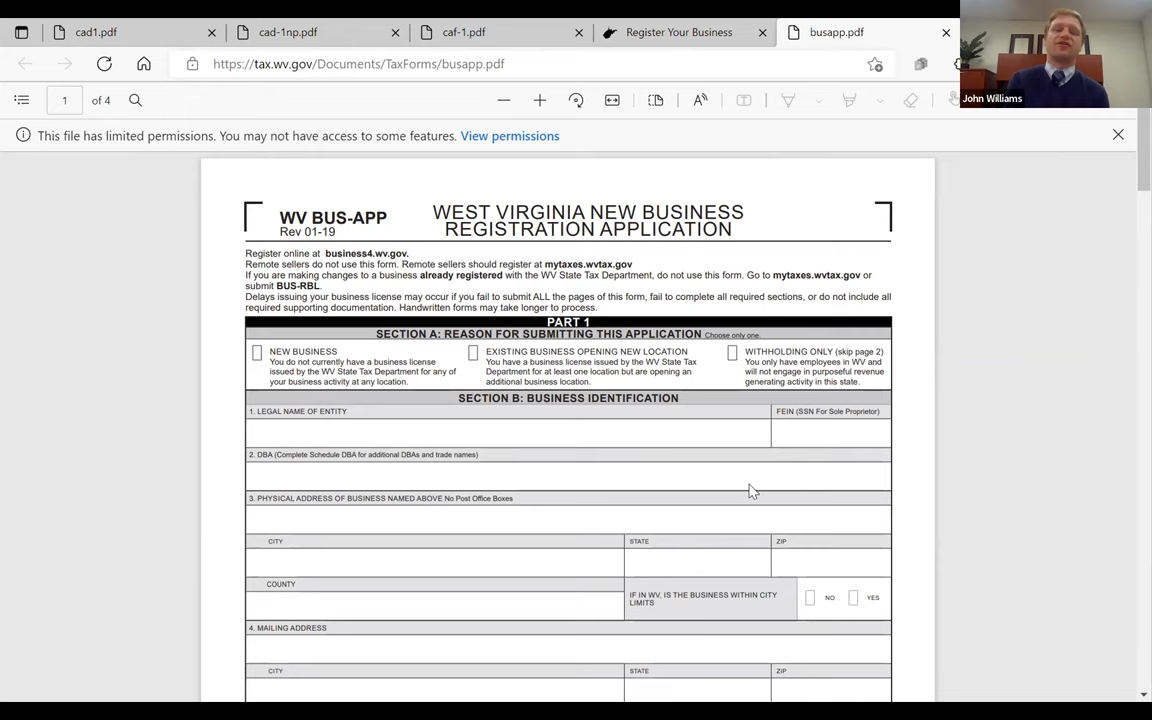 cad1.pdf
cad-1np.pdf
caf-1.pdf
Register Your Business
busapp.pdf
https://tax.wv.gov/Documents/TaxForms/busapp.pdf
1 of 4
John Williams
This file has limited permissions. You may not have access to some features. View permissions
WV BUS-APP
Rev 01-19
WEST VIRGINIA NEW BUSINESS
REGISTRATION APPLICATION
Register online at business4.wv.gov.
Remote sellers do not use this form. Remote sellers should register at mytaxes.wvtax.gov
If you are making changes to a business already registered with the WV State Tax Department, do not use this form. Go to mytaxes.wvtax.gov or
submit BUS-RBL.
Delays issuing your business license may occur if you fail to submit ALL the pages of this form, fail to complete all required sections, or do not include all
required supporting documentation. Handwritten forms may take longer to process.
PART 1
SECTION A: REASON FOR SUBMITTING THIS APPLICATION Choose only one.
NEW BUSINESS
You do not currently have a business license
issued by the WV State Tax Department for any of
your business activity at any location.
EXISTING BUSINESS OPENING NEW LOCATION
You have a business license issued by the WV State Tax
Department for at least one location but are opening an
additional business location.
WITHHOLDING ONLY (skip page 2)
You only have employees in WV and
will not engage in purposeful revenue
generating activity in this state.
SECTION B: BUSINESS IDENTIFICATION
1. LEGAL NAME OF ENTITY
FEIN (SSN For Sole Proprietor)
2. DBA (Complete Schedule DBA for additional DBAs and trade names)
3. PHYSICAL ADDRESS OF BUSINESS NAMED ABOVE No Post Office Boxes
CITY
STATE
ZIP
COUNTY
IF IN WV, IS THE BUSINESS WITHIN CITY
LIMITS
NO
YES
4. MAILING ADDRESS
CITY
STATE
ZIP